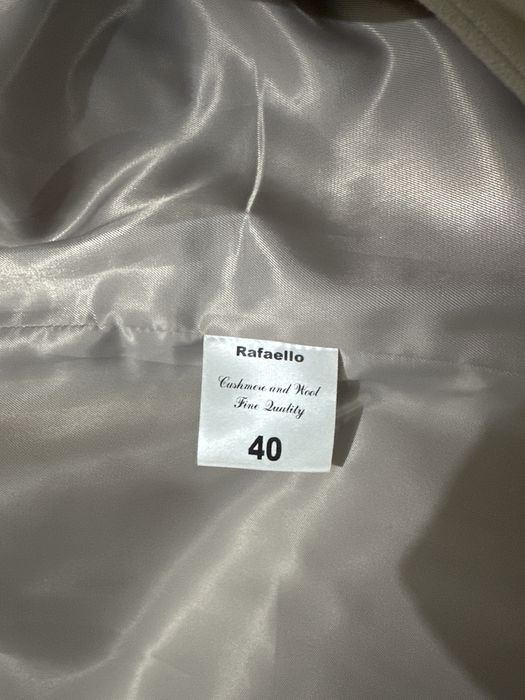 Rafaello
Cashmere and Wool
Fine Quality
40